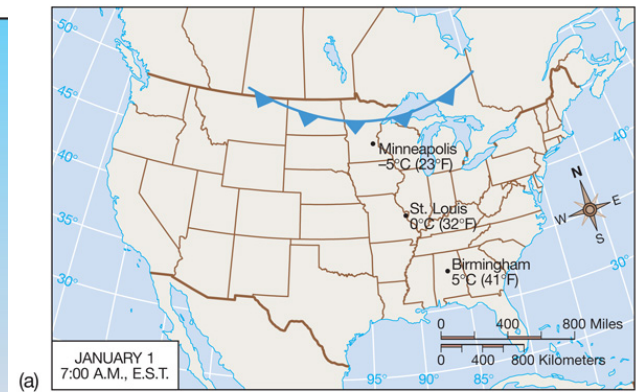 50°
45°
40°
35°
30°
Minneapolis
–5°C (23°F)
St. Louis
0°C (32°F)
Birmingham
5°C (41°F)
40°
30°
N
W
E
S
0 400 800 Miles
0 400 800 Kilometers
95° 90° 85°
JANUARY 1
7:00 A.M., E.S.T.
(a)